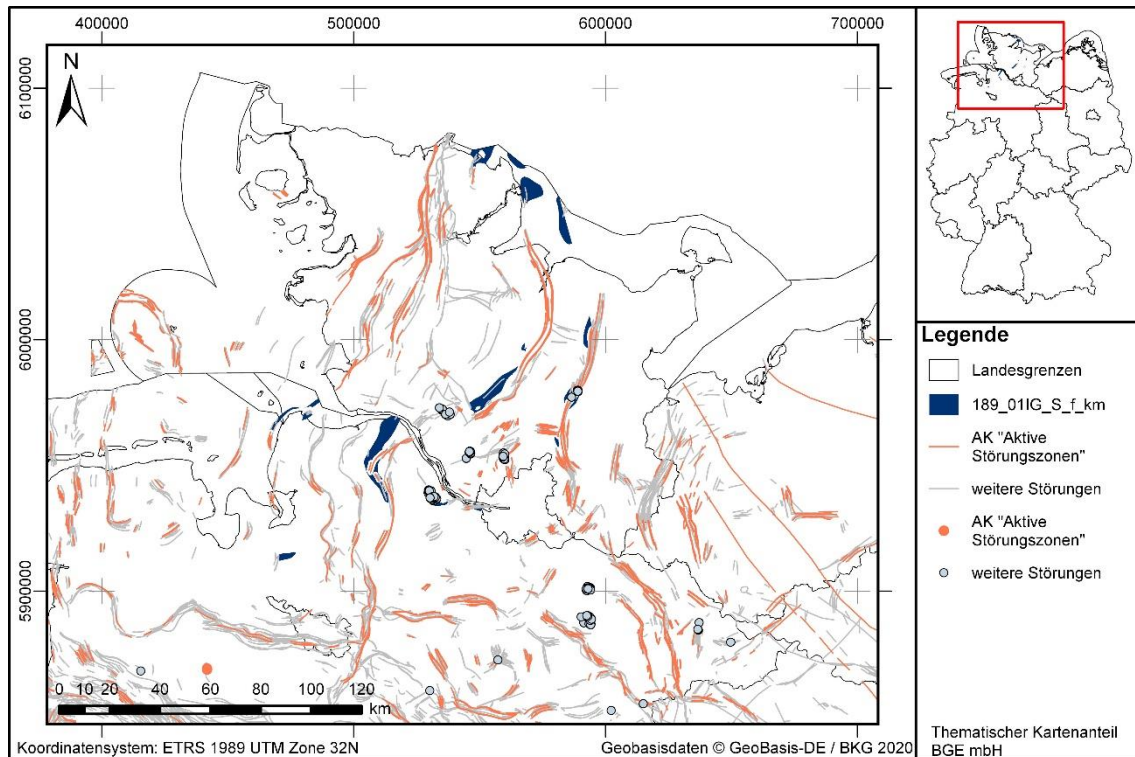 400000
500000
600000
700000
N
6100000
6000000
5900000
0 10 20 40 60 80 100 120
km
Koordinatensystem: ETRS 1989 UTM Zone 32N
Geobasisdaten © GeoBasis-DE / BKG 2020
Legende
Landesgrenzen
189_01IG_S_f_km
AK "Aktive
Störungszonen"
weitere Störungen
AK "Aktive
Störungszonen"
weitere Störungen
Thematischer Kartenanteil
BGE mbH